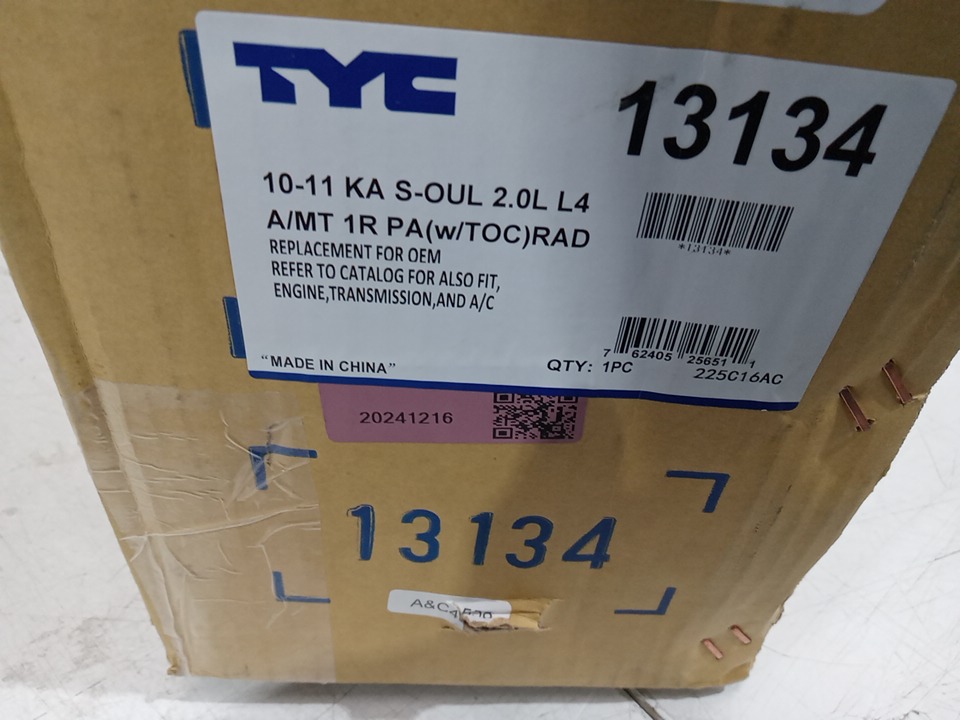 TYC
13134
10-11 KA S-OUL 2.0L L4
A/MT 1R PA(w/TOC)RAD
REPLACEMENT FOR OEM
REFER TO CATALOG FOR ALSO FIT,
ENGINE,TRANSMISSION,AND A/C
*13134*
7 62405 25651 1
"MADE IN CHINA"
QTY: 1PC
225C16AC
20241216
13134
A&C